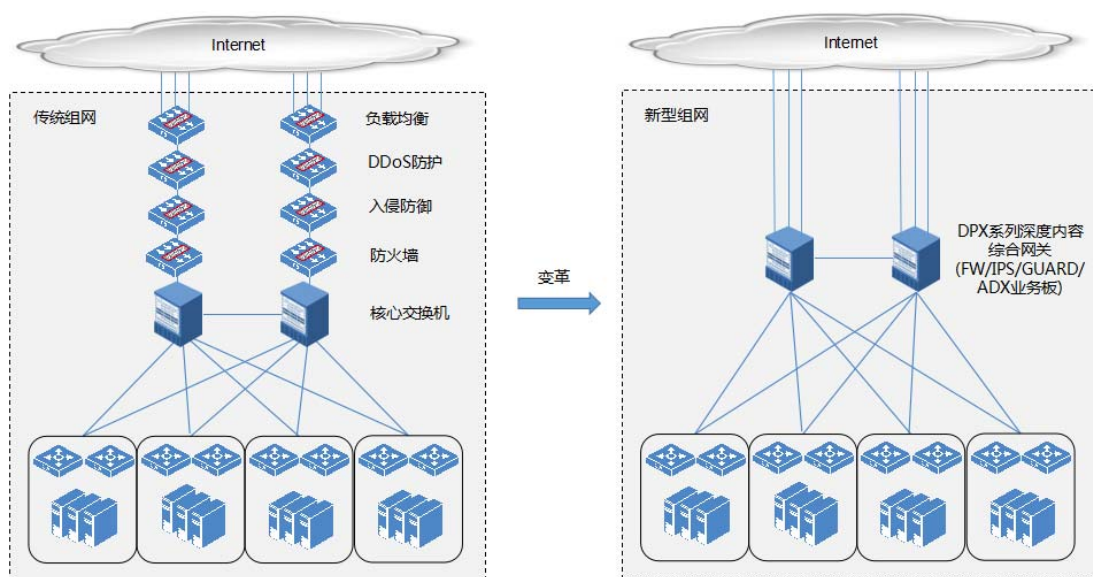 Internet
传统组网
负载均衡
DDoS防护
入侵防御
防火墙
核心交换机
变革
Internet
新型组网
DPX系列深度内容
综合网关
(FW/IPS/GUARD/
ADX业务板)